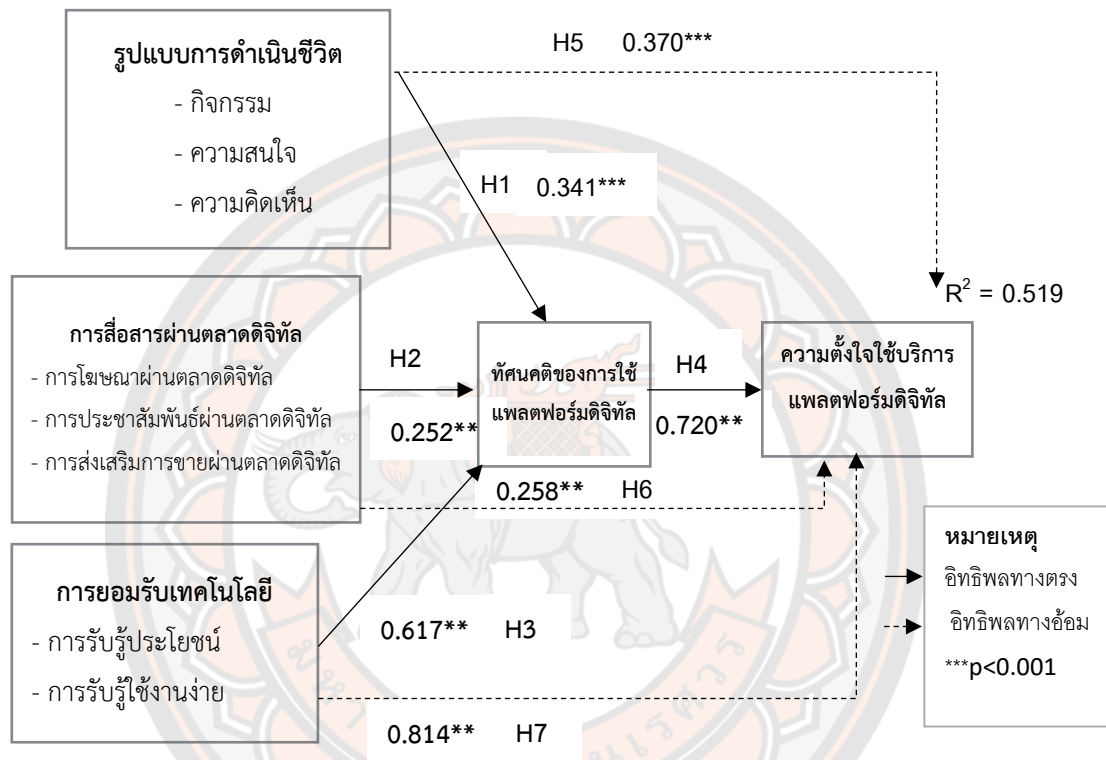 รูปแบบการดำเนินชีวิต
- กิจกรรม
- ความสนใจ
- ความคิดเห็น
H5 0.370***
H1 0.341***
R² = 0.519
การสื่อสารผ่านตลาดดิจิทัล
- การโฆษณาผ่านตลาดดิจิทัล
- การประชาสัมพันธ์ผ่านตลาดดิจิทัล
- การส่งเสริมการขายผ่านตลาดดิจิทัล
H2
0.252**
ทัศนคติของการใช้
แพลตฟอร์มดิจิทัล
H4
0.720**
ความตั้งใจใช้บริการ
แพลตฟอร์มดิจิทัล
0.258** H6
การยอมรับเทคโนโลยี
- การรับรู้ประโยชน์
- การรับรู้ใช้งานง่าย
0.617** H3
0.814** H7
หมายเหตุ
อิทธิพลทางตรง
อิทธิพลทางอ้อม
***p<0.001